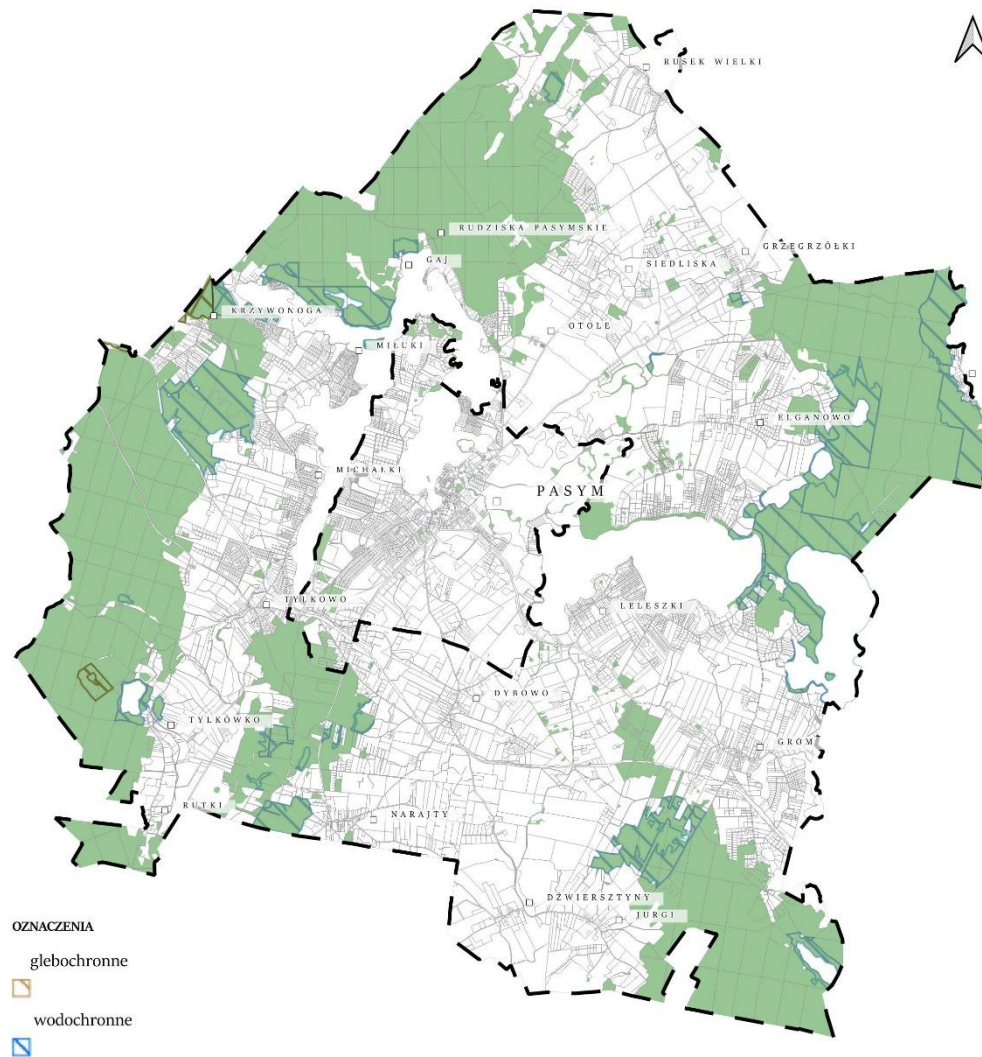 RUSEK WIELKI
RUDZISKA PASYMSKIE
GRZEGRZÓŁKI
GAJ
SIEDLISKA
KRZYWONOGA
OTOLE
MIŁUKI
ELGANOWO
MICHAŁKI
PASYM
TYLKOWO
LELESZKI
DYBOWO
TYLKÓWKO
GROM
RUTKI
NARAJTY
DŹWIERSZTYNY
JURGI
OZNACZENIA
glebochronne
wodochronne